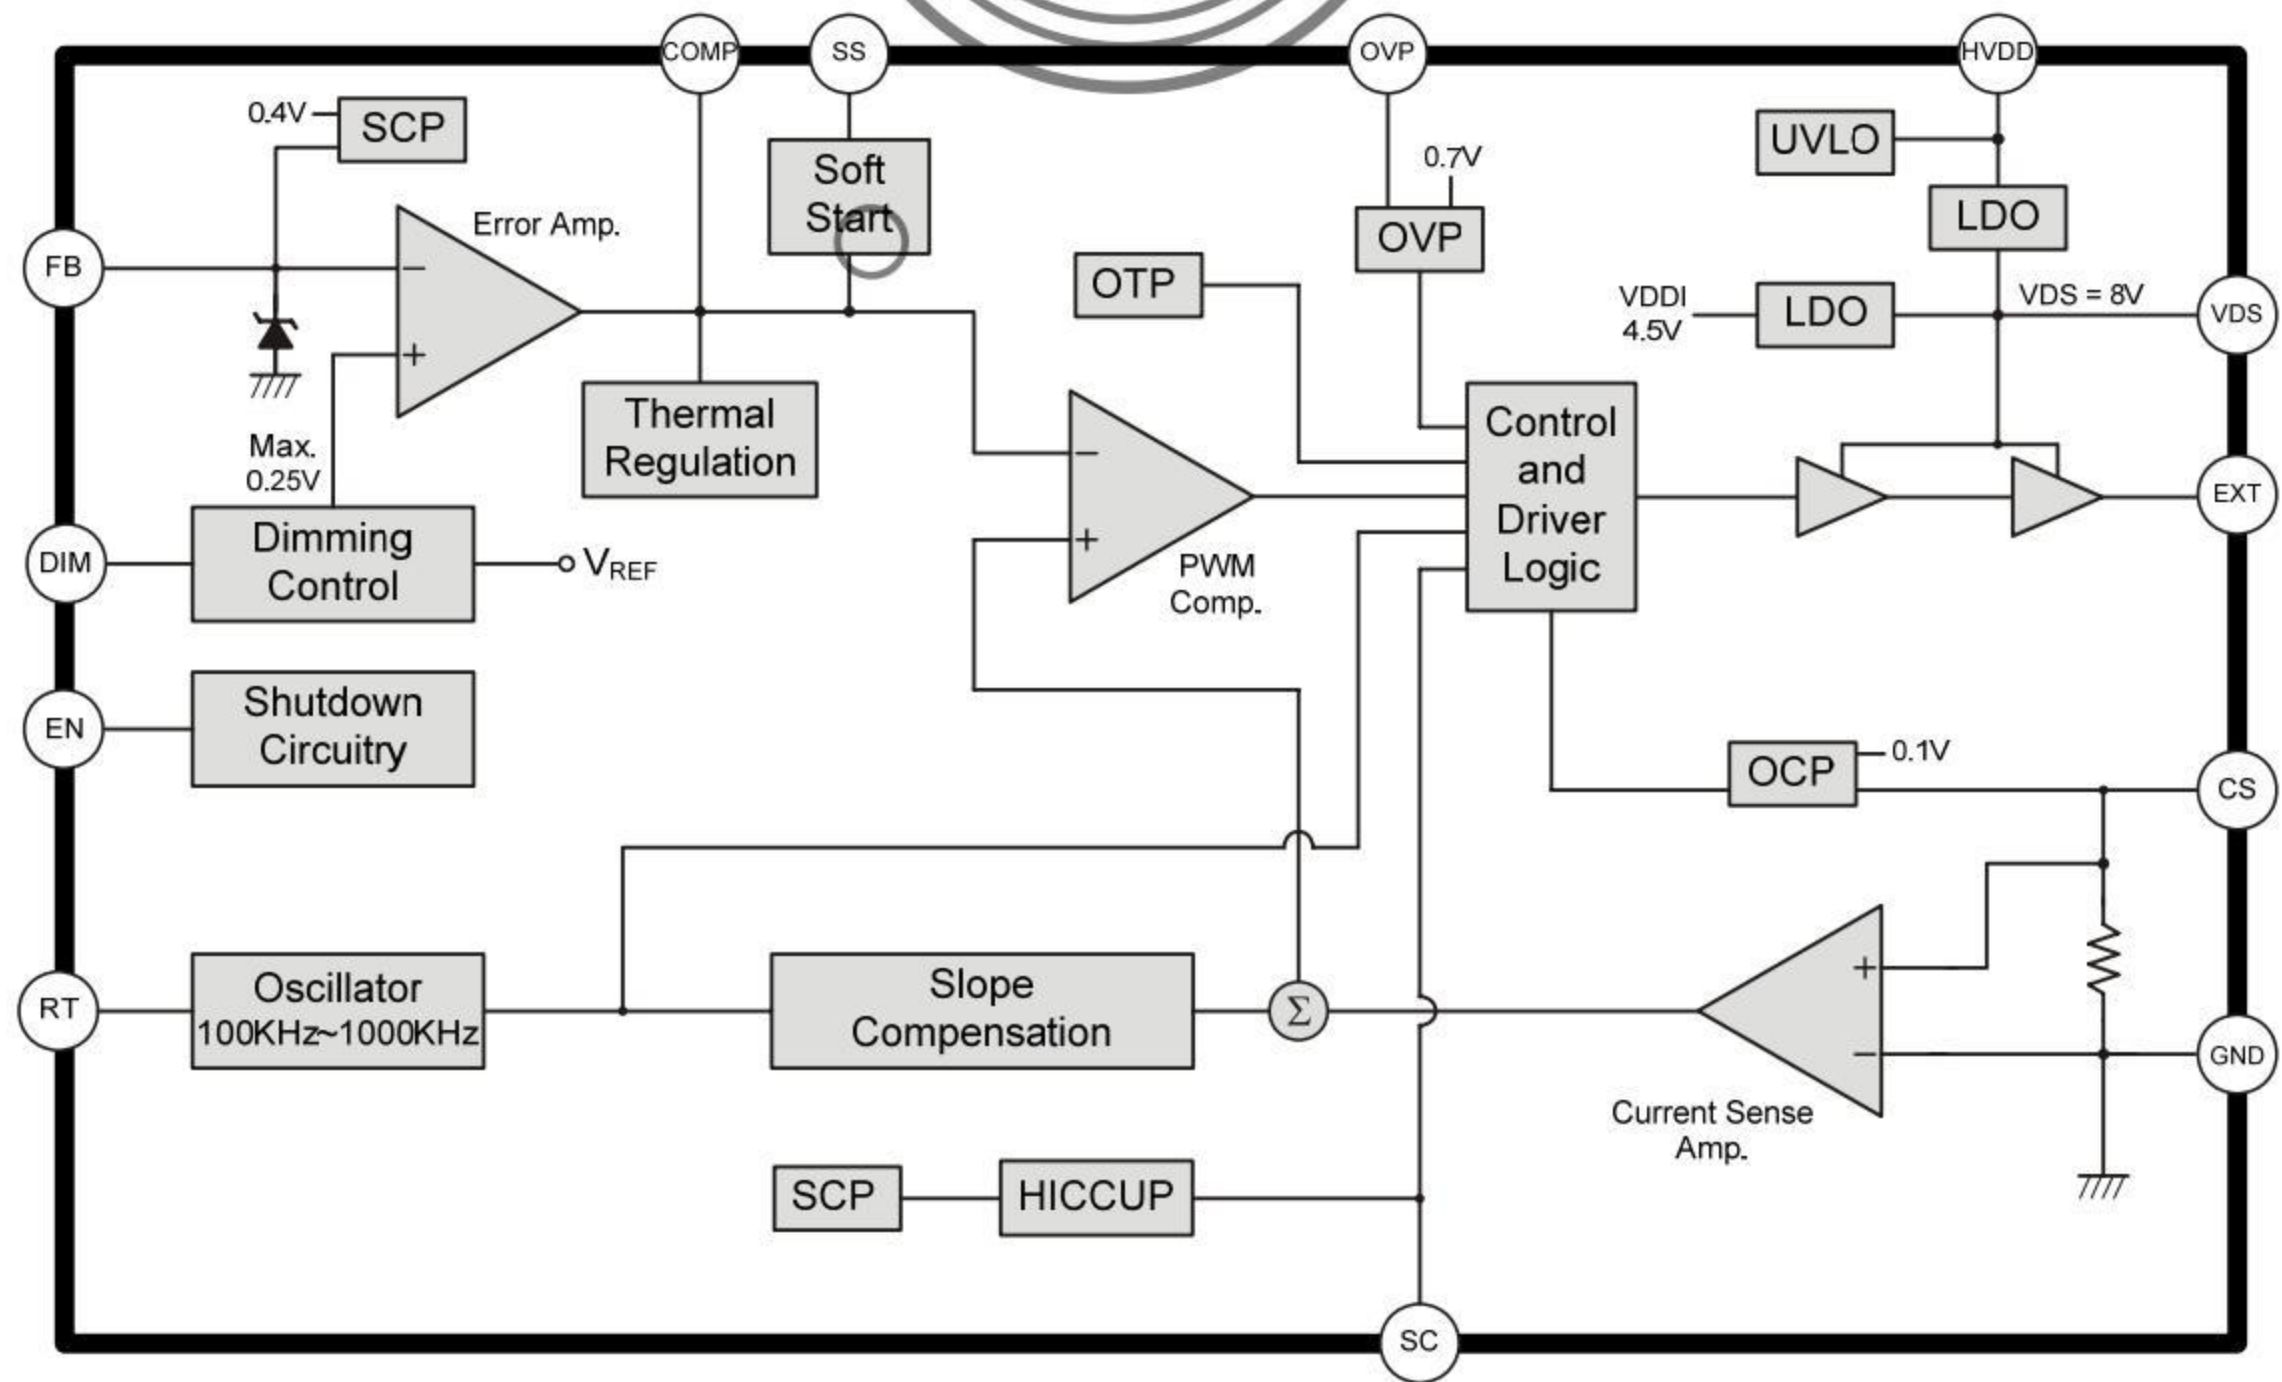 COMP
SS
OVP
HVDD
0.4V
SCP
UVLO
Soft
Start
0.7V
LDO
Error Amp.
OVP
FB
−
OTP
VDDI
4.5V
LDO
VDS = 8V
VDS
+
Max.
0.25V
Thermal
Regulation
−
Control
and
Driver
Logic
EXT
DIM
Dimming
Control
VREF
+
PWM
Comp.
EN
Shutdown
Circuitry
OCP
0.1V
CS
RT
Oscillator
100KHz~1000KHz
Slope
Compensation
Σ
+
−
GND
Current Sense
Amp.
SCP
HICCUP
SC